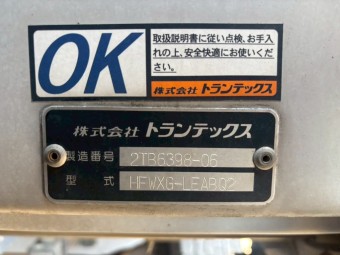 OK
取扱説明書に従い点検、お手入
れの上、安全快適にお使いくだ
さい。
株式会社 トランテックス
株式会社 トランテックス
製造番号 2TB6398-06
型 式 HFWXG-LEARQ2